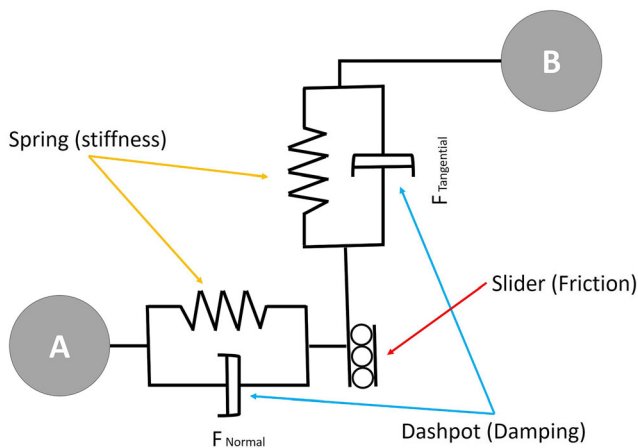 B
Spring (stiffness)
F Tangential
Slider (Friction)
A
F Normal
Dashpot (Damping)